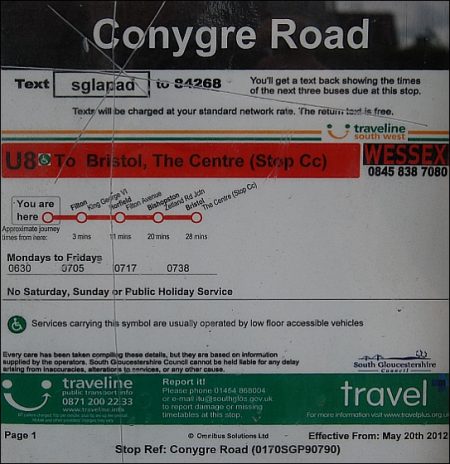 Conygre Road
Text sglapad to 84268
You'll get a text back showing the times
of the next three buses due at this stop.
Texts will be charged at your standard network rate. The return text is free.
traveline
south west
U8 To Bristol, The Centre (Stop Cc)
WESSEX
0845 838 7080
You are
here
Filton
King George VI
Horfield
Filton Avenue
Bishopston
Zetland Rd Jctn
Bristol
The Centre (Stop Cc)
Approximate journey
times from here:
3 mins
11 mins
20 mins
28 mins
Mondays to Fridays
0630 0705 0717 0738
No Saturday, Sunday or Public Holiday Service
Services carrying this symbol are usually operated by low floor accessible vehicles
Every care has been taken compiling these details, but they are based on information
supplied by the operators. South Gloucestershire Council cannot be held liable for any delay
arising from inaccuracies, alterations to services, or any other cause.
South Gloucestershire
Council
traveline
public transport info
0871 200 22 33
www.traveline.info
Report it!
Please phone 01454 868004
or e-mail itu@southglos.gov.uk
to report damage or missing
timetables at this stop.
travel
For more information visit www.travelplus.org.uk
Page 1
© Omnibus Solutions Ltd
Effective From: May 20th 2012
Stop Ref: Conygre Road (0170SGP90790)